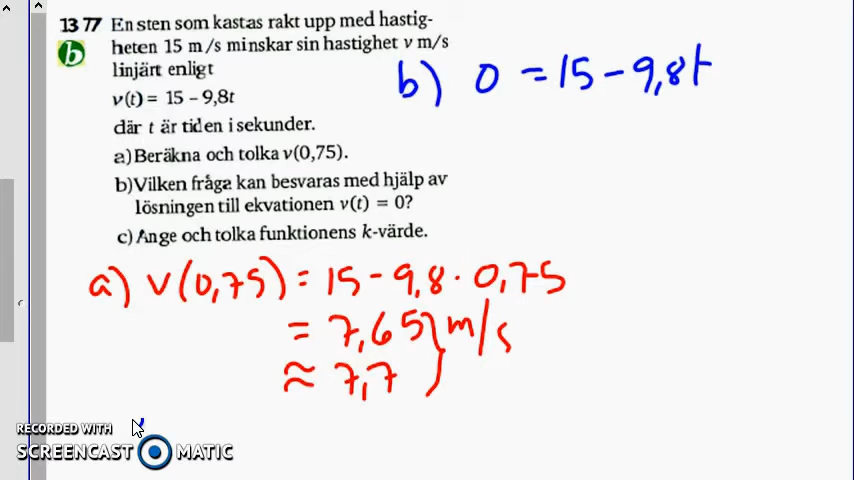 1377 En sten som kastas rakt upp med hastig-
heten 15 m/s minskar sin hastighet v m/s
linjärt enligt
v(t) = 15 – 9,8t
där t är tiden i sekunder.
a) Beräkna och tolka v(0,75).
b) Vilken fråga kan besvaras med hjälp av
lösningen till ekvationen v(t) = 0?
c) Ange och tolka funktionens k-värde.
b
b) 0 = 15 – 9,8t
a) v(0,75) = 15 – 9,8 · 0,75
= 7,65 } m/s
≈ 7,7
RECORDED WITH
SCREENCAST MATIC